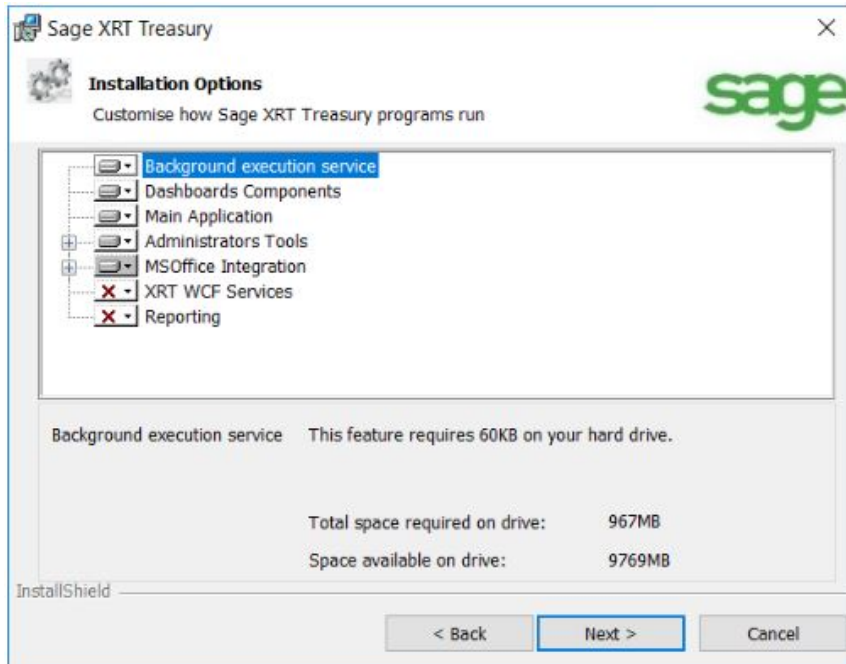 Sage XRT Treasury
Installation Options
Customise how Sage XRT Treasury programs run
sage
Background execution service
Dashboards Components
Main Application
Administrators Tools
MSOffice Integration
XRT WCF Services
Reporting
Background execution service This feature requires 60KB on your hard drive.
Total space required on drive: 967MB
Space available on drive: 9769MB
InstallShield
< Back Next > Cancel